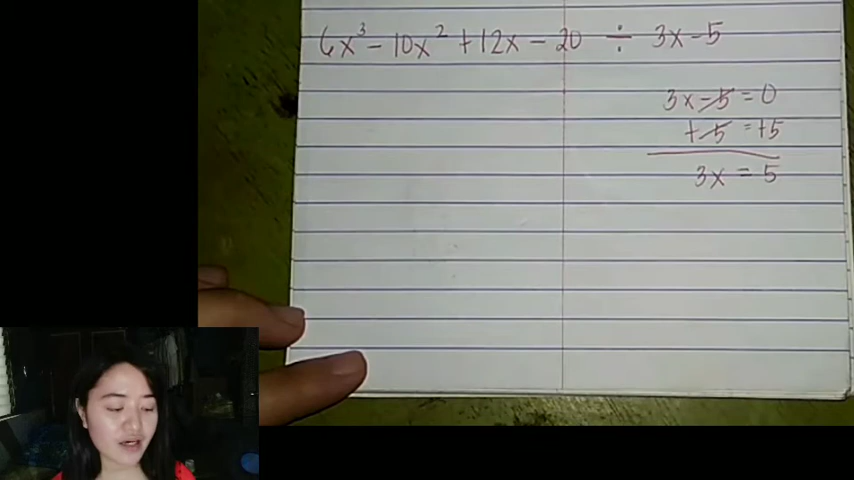 6x³ - 10x² + 12x - 20 ÷ 3x - 5
3x - 5 = 0
+ 5 = +5
3x = 5